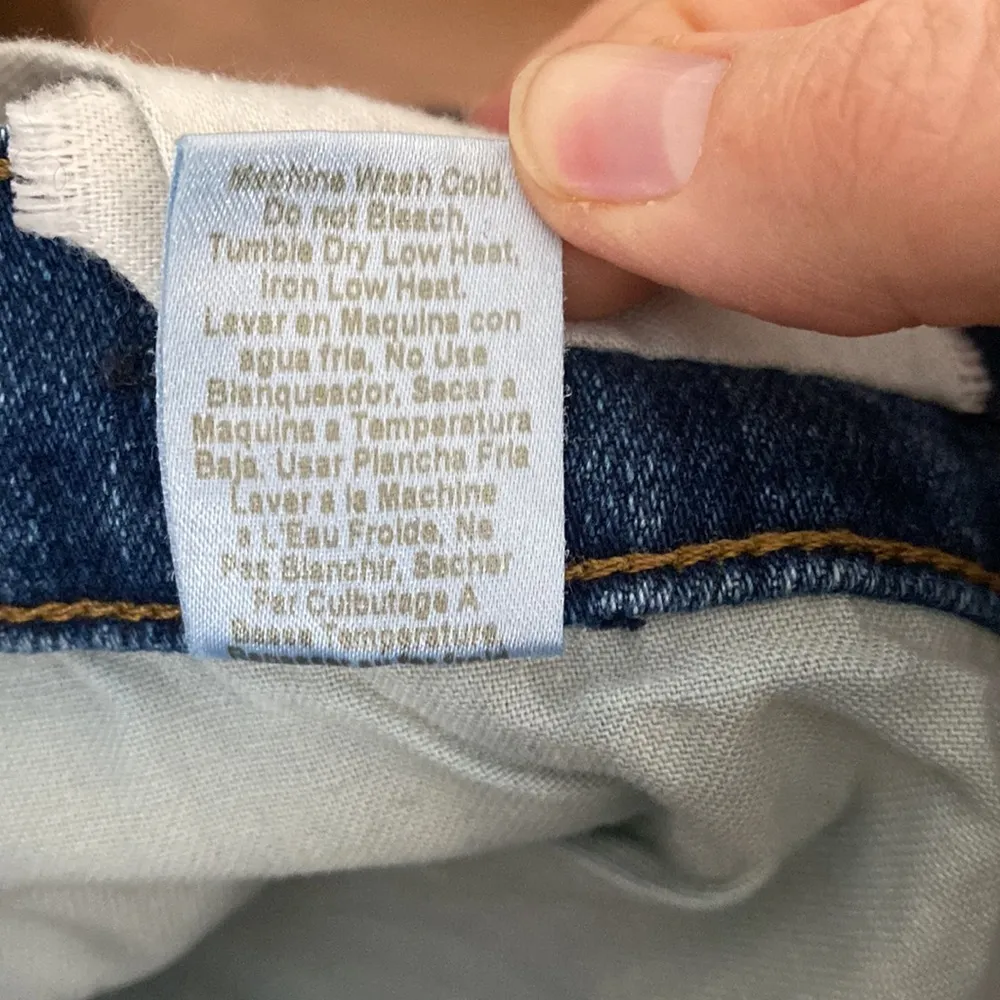 Machine Wash Cold,
Do not Bleach,
Tumble Dry Low Heat,
Iron Low Heat.
Lavar en Maquina con
agua fria, No Use
Blanqueador, Secar a
Maquina a Temperatura
Baja. Usar Plancha Fria
Laver a la Machine
a L'Eau Froide, Ne
Pas Blanchir, Secher
Par Culbutage A
Basse Temperature,